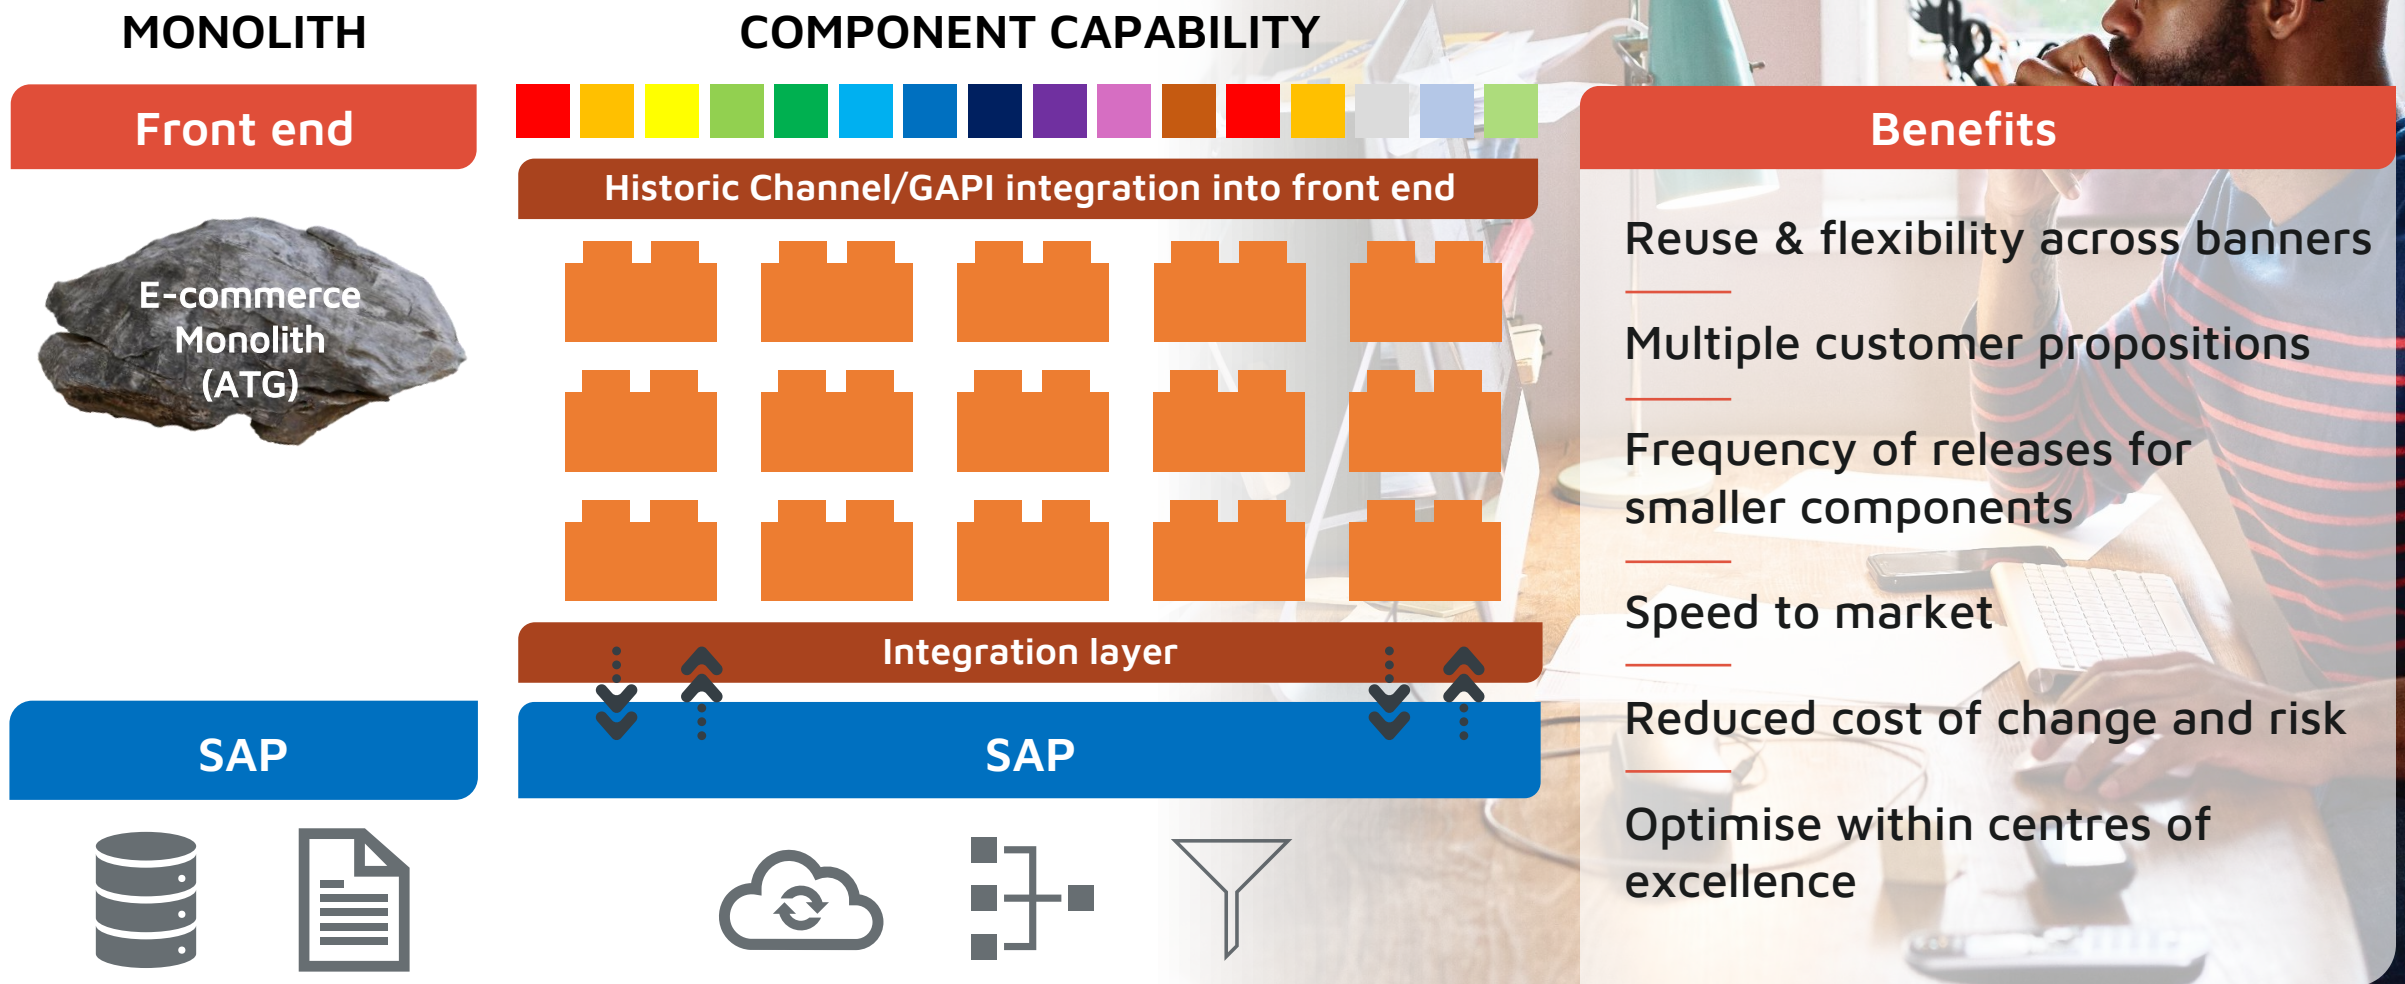 MONOLITH
Front end
E-commerce
Monolith
(ATG)
SAP
COMPONENT CAPABILITY
Historic Channel/GAPI integration into front end
Integration layer
SAP
Benefits
Reuse & flexibility across banners
Multiple customer propositions
Frequency of releases for
smaller components
Speed to market
Reduced cost of change and risk
Optimise within centres of
excellence